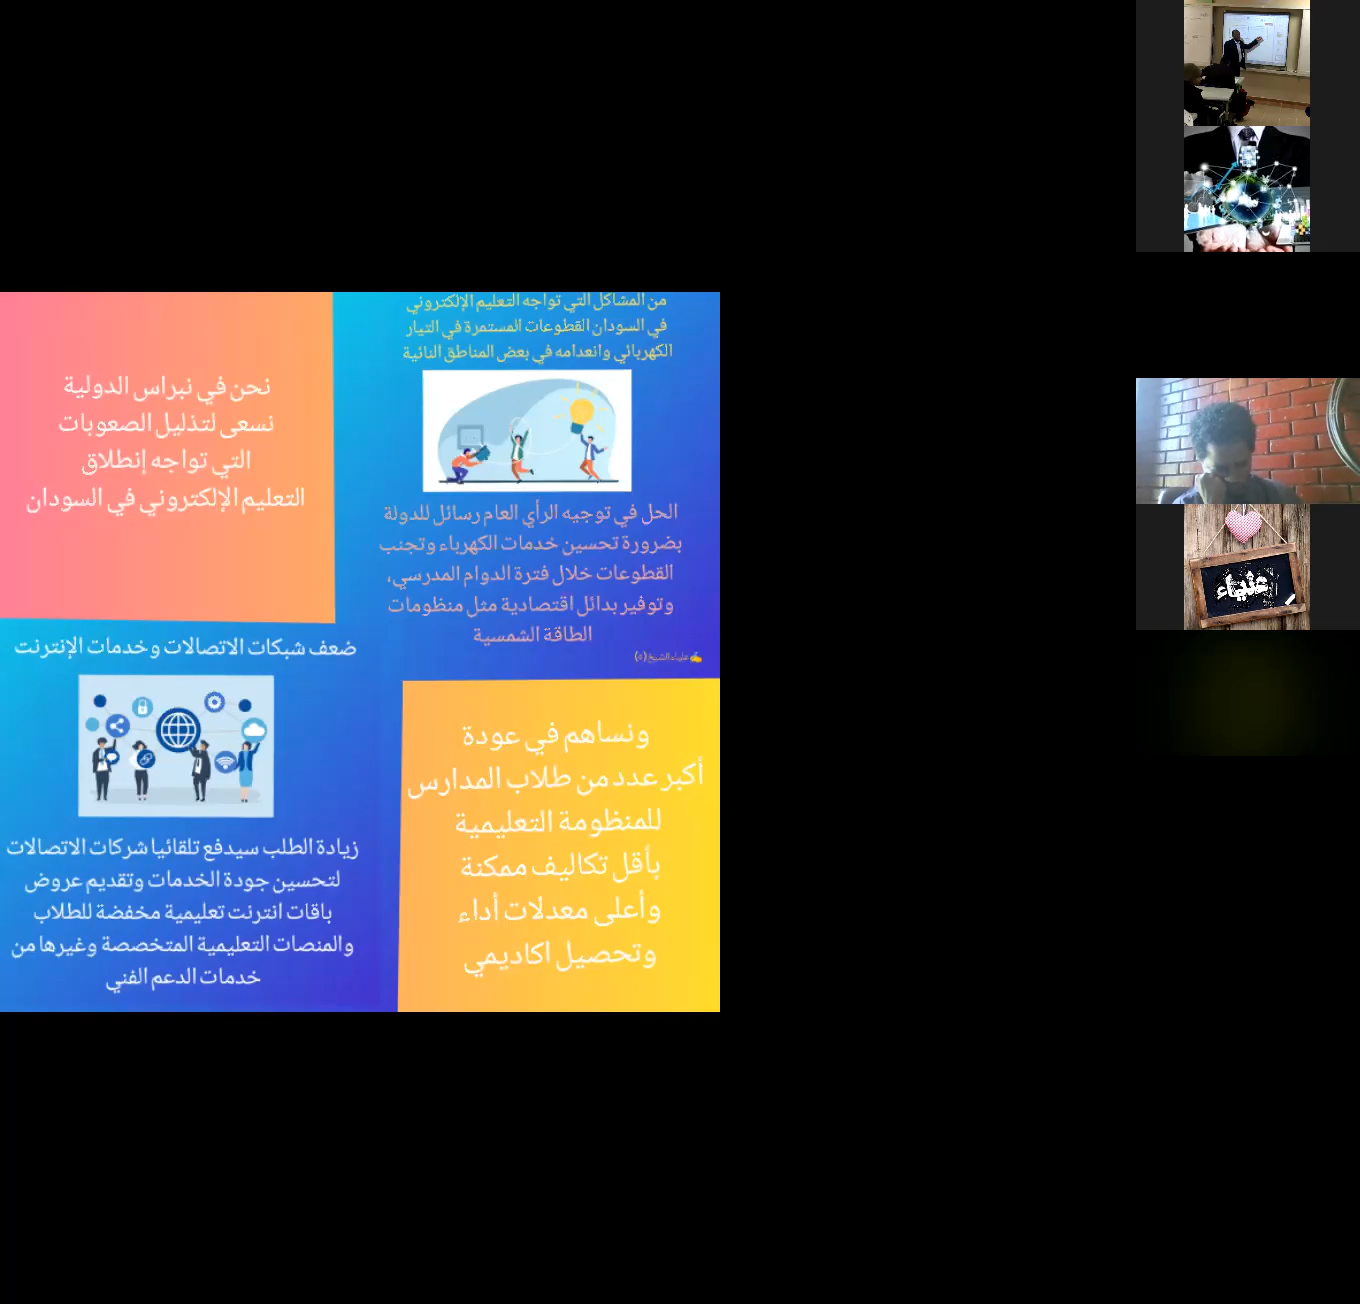 من المشاكل التي تواجه التعليم الإلكتروني
في السودان القطوعات المستمرة في التيار
الكهربائي وانعدامه في بعض المناطق النائية
الحل في توجيه الرأي العام رسائل للدولة
بضرورة تحسين خدمات الكهرباء وتجنب
القطوعات خلال فترة الدوام المدرسي،
وتوفير بدائل اقتصادية مثل منظومات
الطاقة الشمسية
علياء الشيخ (٥)
نحن في نبراس الدولية
نسعى لتذليل الصعوبات
التي تواجه إنطلاق
التعليم الإلكتروني في السودان
ونساهم في عودة
أكبر عدد من طلاب المدارس
للمنظومة التعليمية
بأقل تكاليف ممكنة
وأعلى معدلات أداء
وتحصيل اكاديمي
ضعف شبكات الاتصالات وخدمات الإنترنت
زيادة الطلب سيدفع تلقائيا شركات الاتصالات
لتحسين جودة الخدمات وتقديم عروض
باقات انترنت تعليمية مخفضة للطلاب
والمنصات التعليمية المتخصصة وغيرها من
خدمات الدعم الفني
علياء